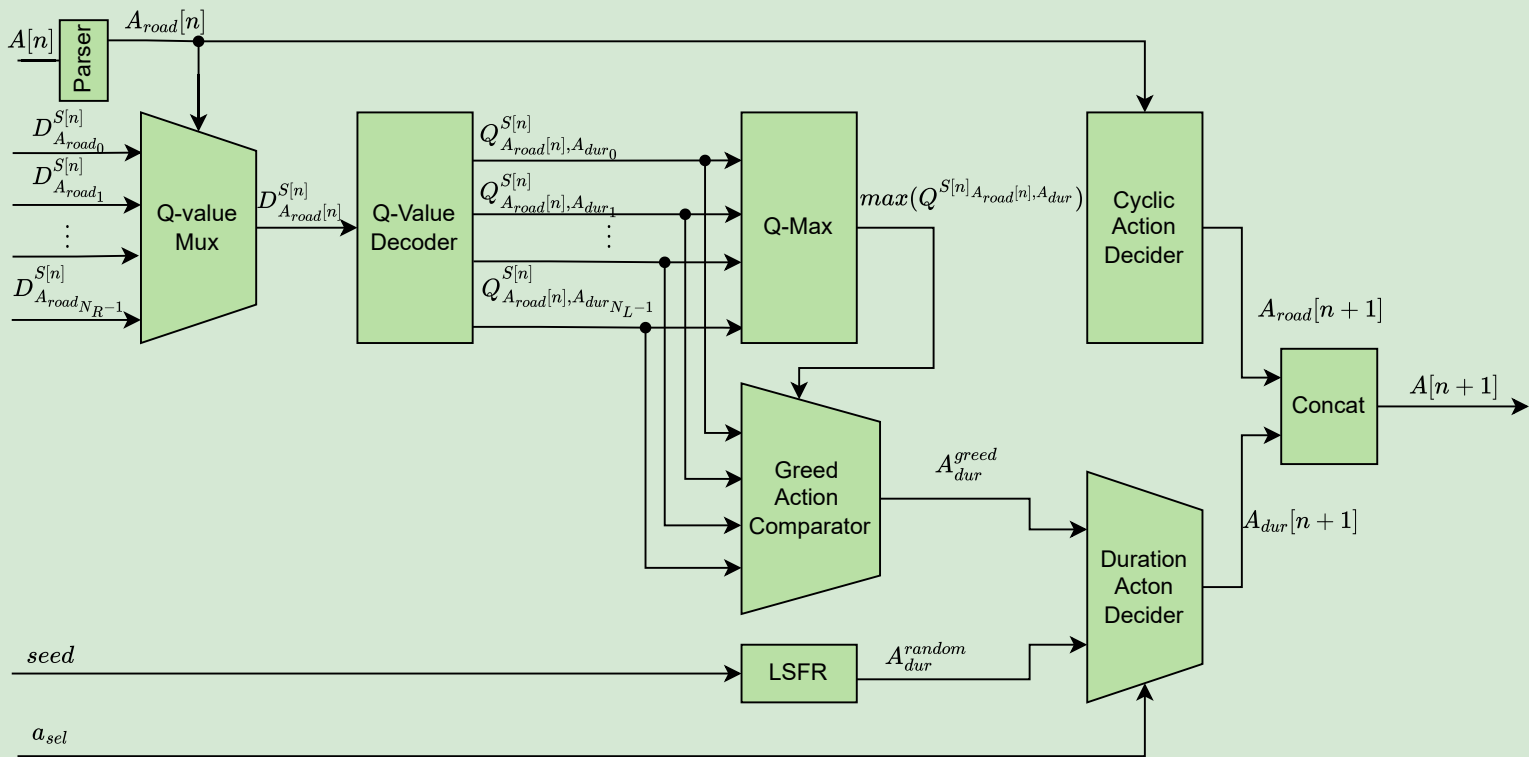 A[n]
Parser
A_{road}[n]
D^{S[n]}_{A_{road_0}}
D^{S[n]}_{A_{road_1}}
⋮
D^{S[n]}_{A_{road_{N_R-1}}}
Q-value
Mux
D^{S[n]}_{A_{road}[n]}
Q-Value
Decoder
Q^{S[n]}_{A_{road}[n],A_{dur_0}}
Q^{S[n]}_{A_{road}[n],A_{dur_1}}
⋮
Q^{S[n]}_{A_{road}[n],A_{dur_{N_L-1}}}
Q-Max
max(Q^{S[n]_{A_{road}[n],A_{dur}}})
Cyclic
Action
Decider
A_{road}[n+1]
Concat
A[n+1]
Greed
Action
Comparator
A^{greed}_{dur}
Duration
Acton
Decider
A_{dur}[n+1]
seed
LSFR
A^{random}_{dur}
a_{sel}